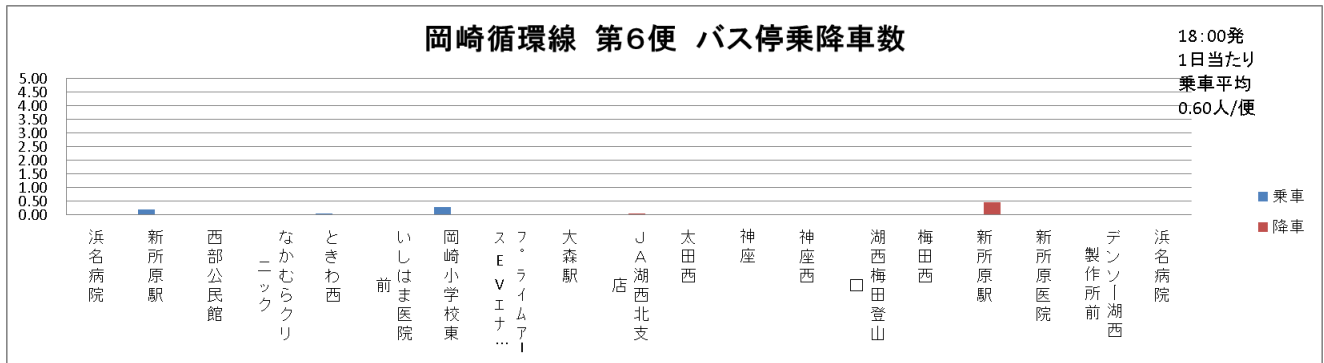 岡崎循環線 第6便 バス停乗降車数
18:00発
1日当たり
乗車平均
0.60人/便
5.00
4.50
4.00
3.50
3.00
2.50
2.00
1.50
1.00
0.50
0.00
浜名病院
新所原駅
西部公民館
なかむらクリ
ニック
ときわ西
いしはま医院
前
岡崎小学校東
プライムアー
スEVエナ…
大森駅
JA湖西北支
店
太田西
神座
神座西
湖西梅田登山
口
梅田西
新所原駅
新所原医院
デンソー湖西
製作所前
浜名病院
乗車
降車